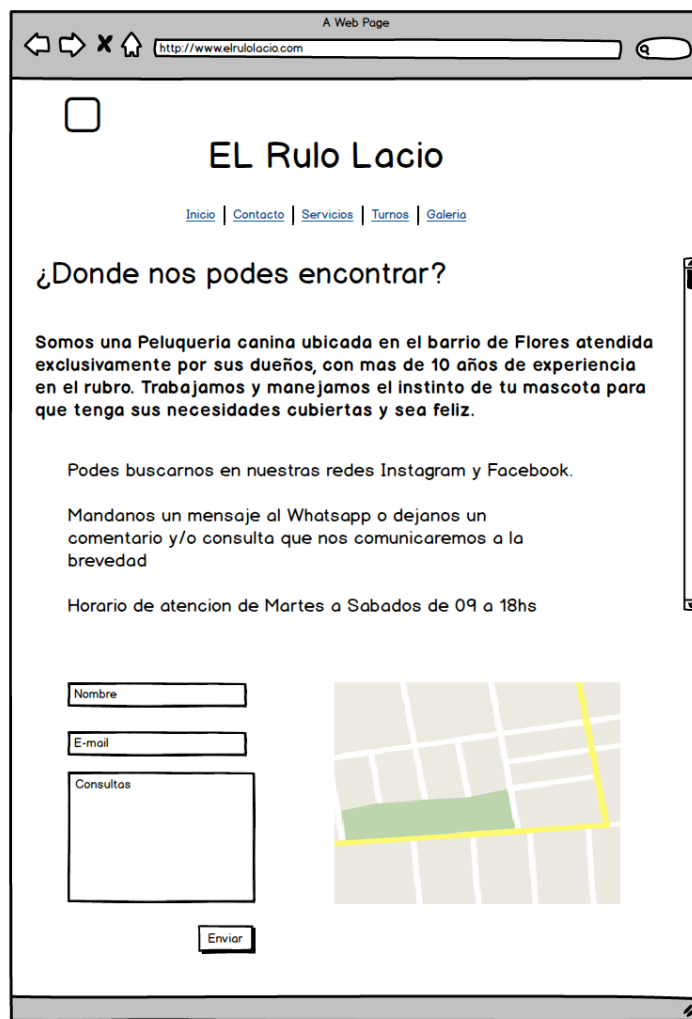 A Web Page
http://www.elrulolacio.com
EL Rulo Lacio
Inicio | Contacto | Servicios | Turnos | Galeria
¿Donde nos podes encontrar?
Somos una Peluqueria canina ubicada en el barrio de Flores atendida
exclusivamente por sus dueños, con mas de 10 años de experiencia
en el rubro. Trabajamos y manejamos el instinto de tu mascota para
que tenga sus necesidades cubiertas y sea feliz.
Podes buscarnos en nuestras redes Instagram y Facebook.
Mandanos un mensaje al Whatsapp o dejanos un
comentario y/o consulta que nos comunicaremos a la
brevedad
Horario de atencion de Martes a Sabados de 09 a 18hs
Nombre
E-mail
Consultas
Enviar